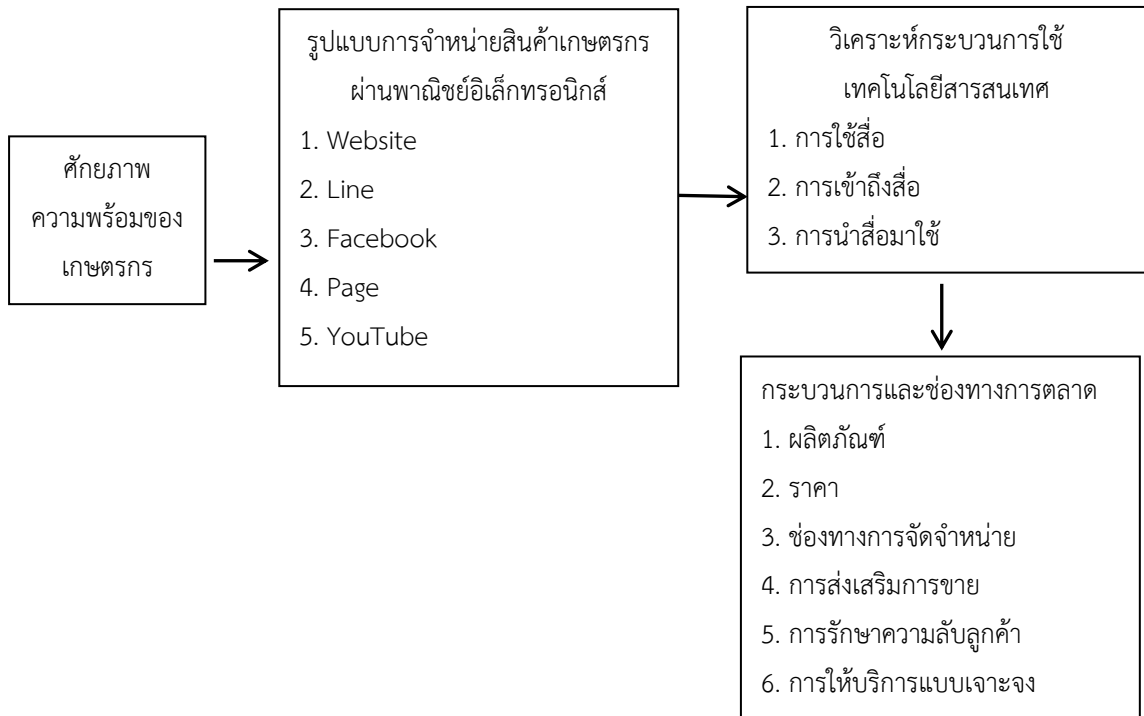 ศักยภาพ
ความพร้อมของ
เกษตรกร
รูปแบบการจำหน่ายสินค้าเกษตรกร
ผ่านพาณิชย์อิเล็กทรอนิกส์
1. Website
2. Line
3. Facebook
4. Page
5. YouTube
วิเคราะห์กระบวนการใช้
เทคโนโลยีสารสนเทศ
1. การใช้สื่อ
2. การเข้าถึงสื่อ
3. การนำสื่อมาใช้
กระบวนการและช่องทางการตลาด
1. ผลิตภัณฑ์
2. ราคา
3. ช่องทางการจัดจำหน่าย
4. การส่งเสริมการขาย
5. การรักษาความลับลูกค้า
6. การให้บริการแบบเจาะจง